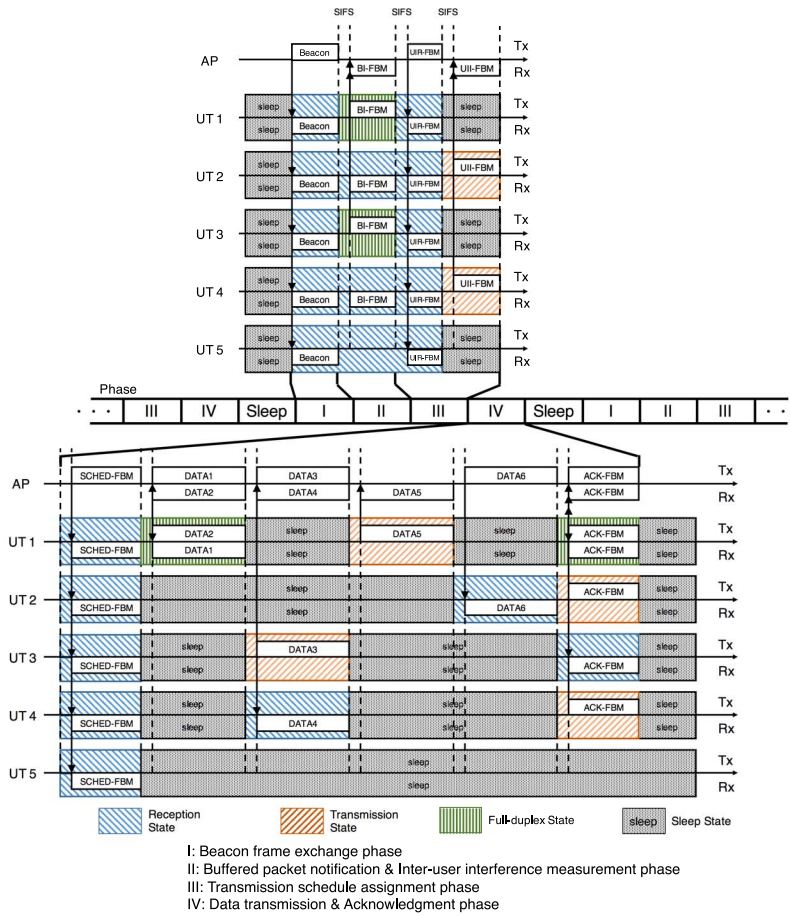 SIFS SIFS SIFS
AP Beacon BI-FBM UIR-FBM UII-FBM Tx Rx
UT 1 sleep sleep Beacon BI-FBM UIR-FBM sleep sleep Tx Rx
UT 2 sleep sleep Beacon BI-FBM UIR-FBM UII-FBM Tx Rx
UT 3 sleep sleep Beacon BI-FBM UIR-FBM sleep sleep Tx Rx
UT 4 sleep sleep Beacon BI-FBM UIR-FBM UII-FBM Tx Rx
UT 5 sleep sleep Beacon UIR-FBM sleep sleep Tx Rx
Phase
· · · III IV Sleep I II III IV Sleep I II III · ·
AP SCHED-FBM DATA1 DATA3 DATA6 ACK-FBM Tx
DATA2 DATA4 DATA5 ACK-FBM Rx
UT 1 DATA2 sleep DATA5 sleep ACK-FBM sleep Tx
SCHED-FBM DATA1 sleep sleep ACK-FBM sleep Rx
UT 2 sleep ACK-FBM sleep Tx
SCHED-FBM sleep DATA6 sleep Rx
UT 3 sleep DATA3 sleep sleep Tx
SCHED-FBM sleep sleep ACK-FBM sleep Rx
UT 4 sleep sleep ACK-FBM sleep Tx
SCHED-FBM sleep DATA4 sleep sleep Rx
UT 5 sleep Tx
SCHED-FBM sleep Rx
Reception State
Transmission State
Full-duplex State
sleep Sleep State
I: Beacon frame exchange phase
II: Buffered packet notification & Inter-user interference measurement phase
III: Transmission schedule assignment phase
IV: Data transmission & Acknowledgment phase